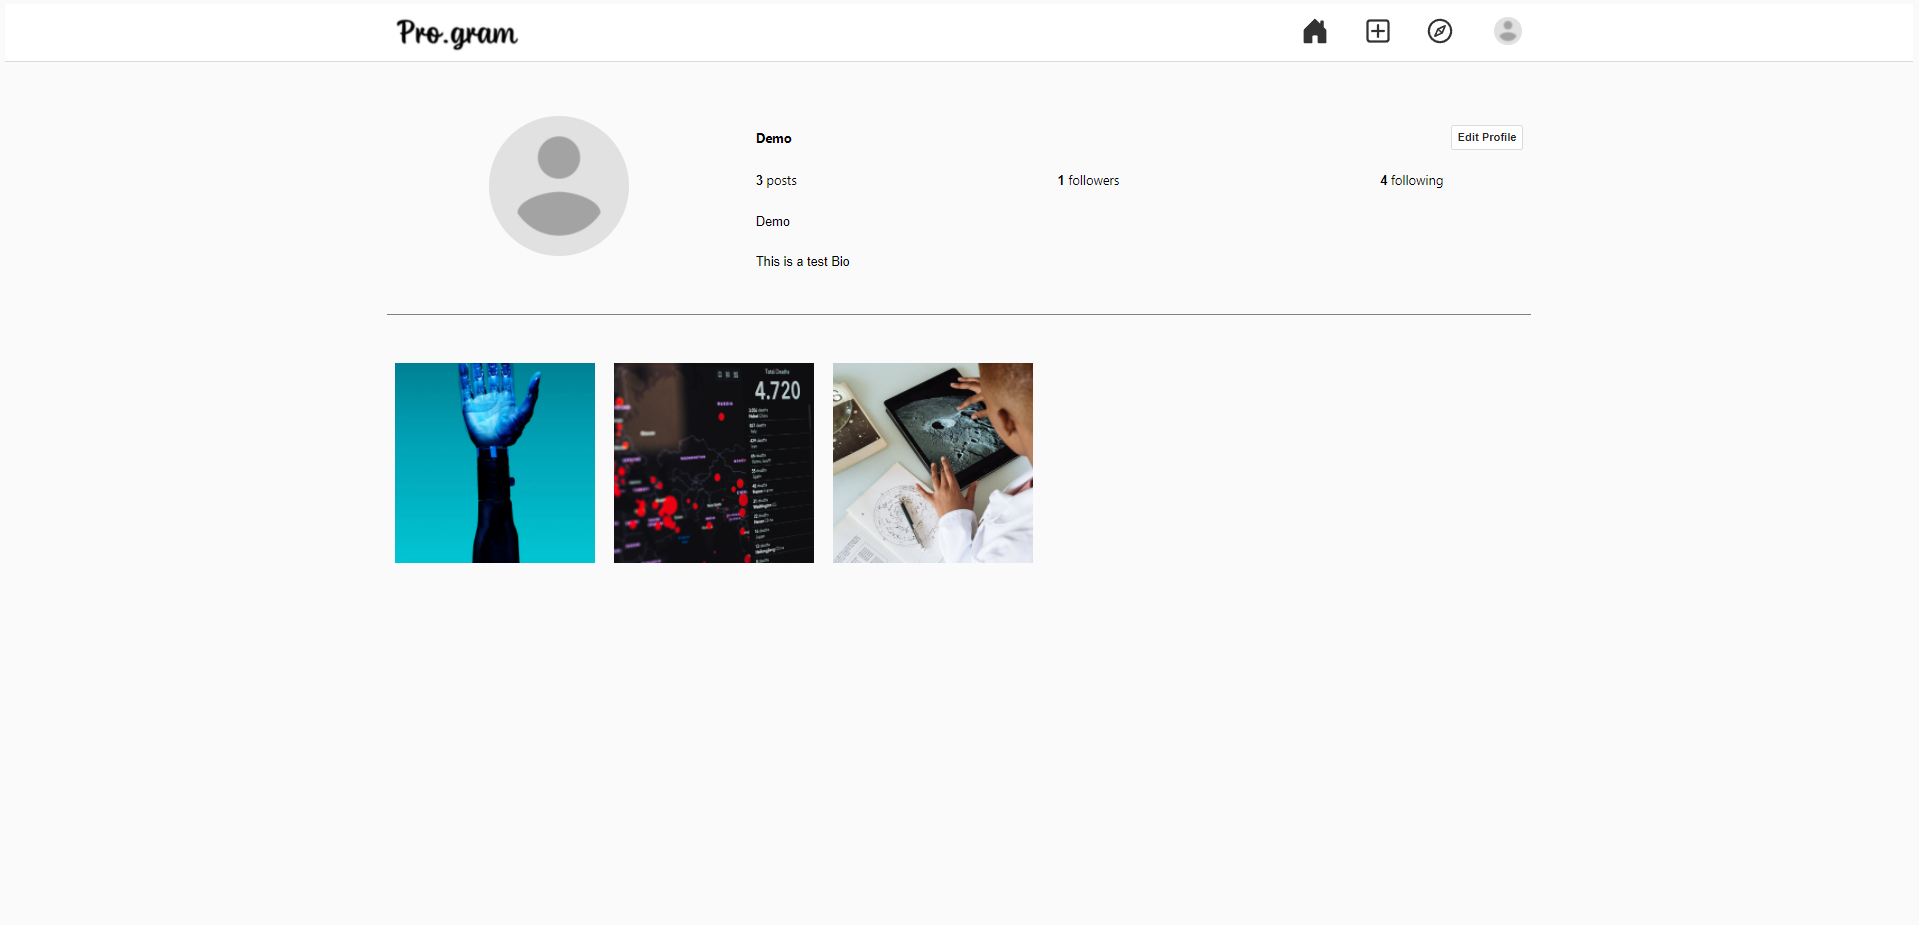 Pro.gram
Demo
Edit Profile
3 posts
1 followers
4 following
Demo
This is a test Bio
Total Deaths
4.720